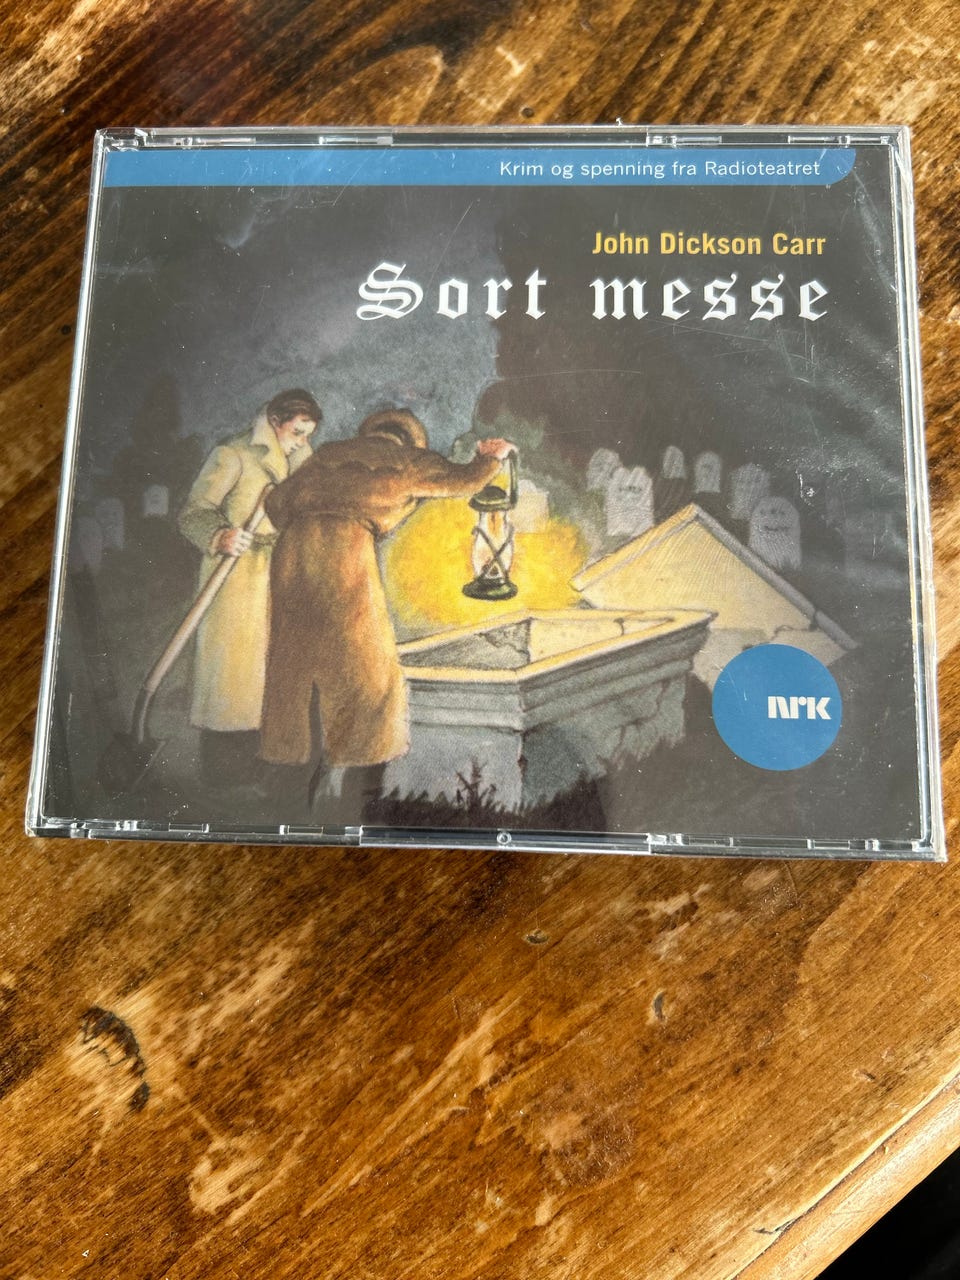 Krim og spenning fra Radioteatret
John Dickson Carr
Sort messe
NRK